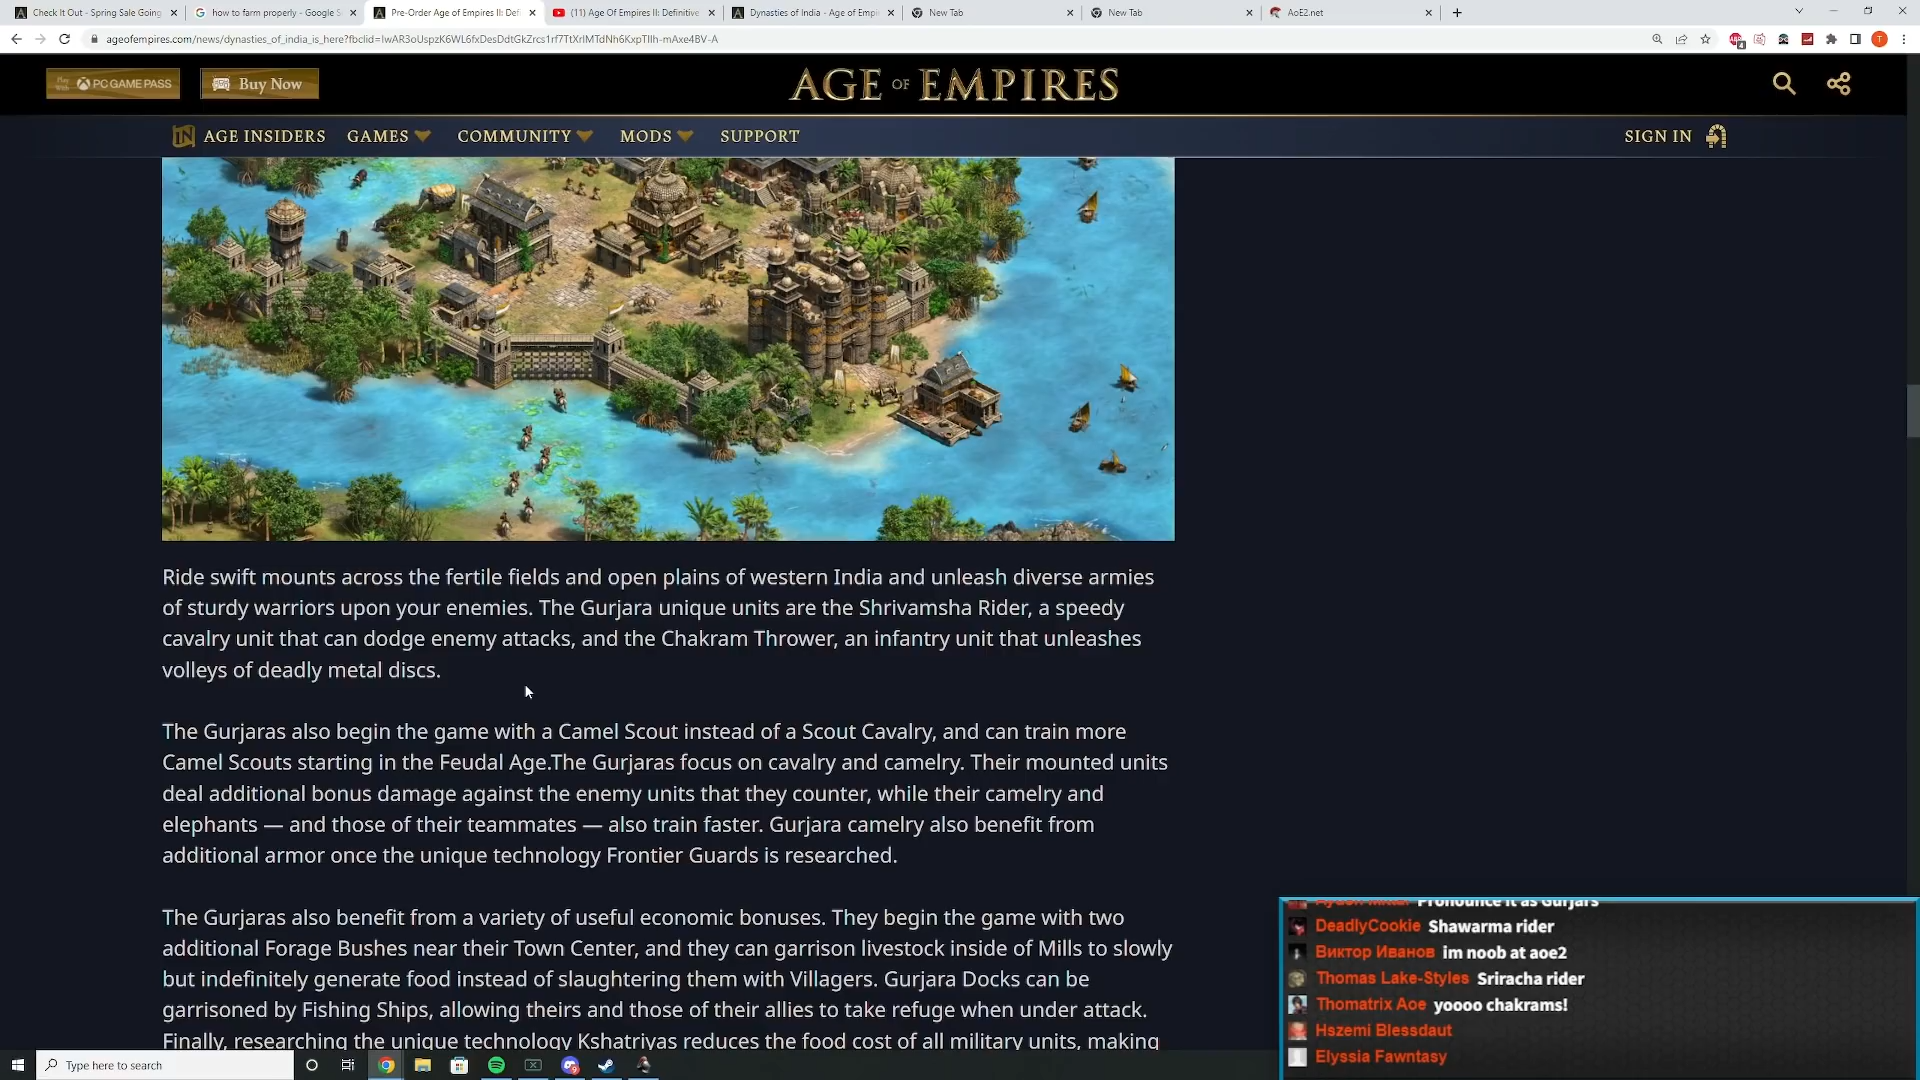 Check It Out - Spring Sale Going
how to farm properly - Google S
Pre-Order Age of Empires II: Defi
(11) Age Of Empires II: Definitive
Dynasties of India - Age of Empi
New Tab
New Tab
AoE2.net
ageofempires.com/news/dynasties_of_india_is_here?fbclid=IwAR3oUspzK6WL6fxDesDdtGkZrcs1rf7TtXrIMTdNh6KxpTIIh-mAxe4BV-A
Play With PC GAME PASS
Buy Now
AGE OF EMPIRES
AGE INSIDERS
GAMES
COMMUNITY
MODS
SUPPORT
SIGN IN
Ride swift mounts across the fertile fields and open plains of western India and unleash diverse armies
of sturdy warriors upon your enemies. The Gurjara unique units are the Shrivamsha Rider, a speedy
cavalry unit that can dodge enemy attacks, and the Chakram Thrower, an infantry unit that unleashes
volleys of deadly metal discs.
The Gurjaras also begin the game with a Camel Scout instead of a Scout Cavalry, and can train more
Camel Scouts starting in the Feudal Age.The Gurjaras focus on cavalry and camelry. Their mounted units
deal additional bonus damage against the enemy units that they counter, while their camelry and
elephants — and those of their teammates — also train faster. Gurjara camelry also benefit from
additional armor once the unique technology Frontier Guards is researched.
The Gurjaras also benefit from a variety of useful economic bonuses. They begin the game with two
additional Forage Bushes near their Town Center, and they can garrison livestock inside of Mills to slowly
but indefinitely generate food instead of slaughtering them with Villagers. Gurjara Docks can be
garrisoned by Fishing Ships, allowing theirs and those of their allies to take refuge when under attack.
Finally, researching the unique technology Kshatriyas reduces the food cost of all military units, making
Pronounce it as Gurjars
DeadlyCookie Shawarma rider
Виктор Иванов im noob at aoe2
Thomas Lake-Styles Sriracha rider
Thomatrix Aoe yoooo chakrams!
Hszemi Blessdaut
Elyssia Fawntasy
Type here to search